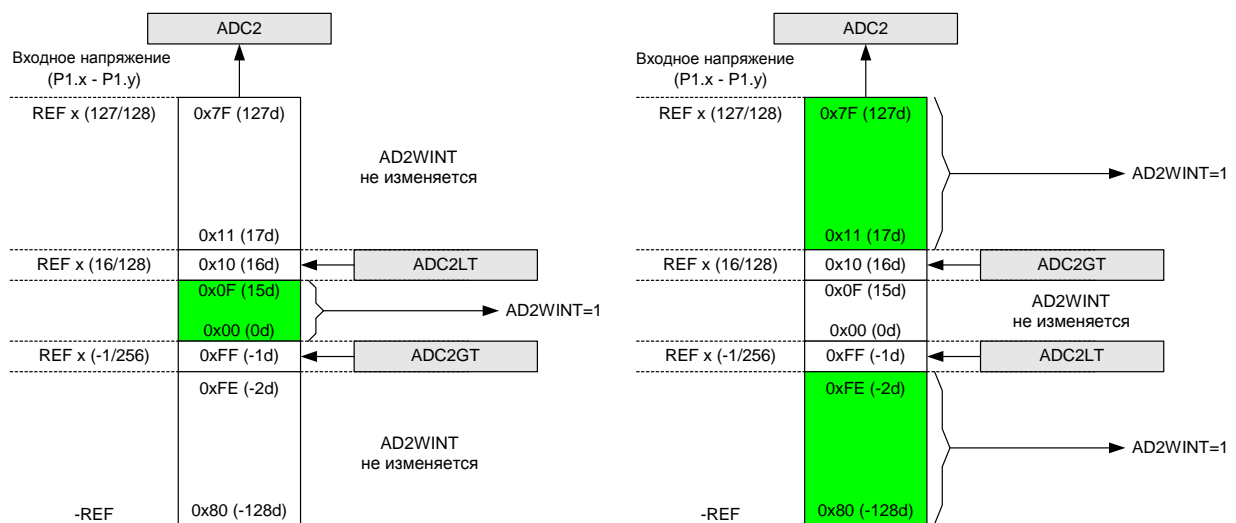 ADC2
Входное напряжение
(P1.x - P1.y)
REF x (127/128)
0x7F (127d)
AD2WINT
не изменяется
0x11 (17d)
REF x (16/128)
0x10 (16d)
ADC2LT
0x0F (15d)
AD2WINT=1
0x00 (0d)
REF x (-1/256)
0xFF (-1d)
ADC2GT
0xFE (-2d)
AD2WINT
не изменяется
-REF
0x80 (-128d)
ADC2
Входное напряжение
(P1.x - P1.y)
REF x (127/128)
0x7F (127d)
AD2WINT=1
0x11 (17d)
REF x (16/128)
0x10 (16d)
ADC2GT
0x0F (15d)
AD2WINT
не изменяется
0x00 (0d)
REF x (-1/256)
0xFF (-1d)
ADC2LT
0xFE (-2d)
AD2WINT=1
-REF
0x80 (-128d)